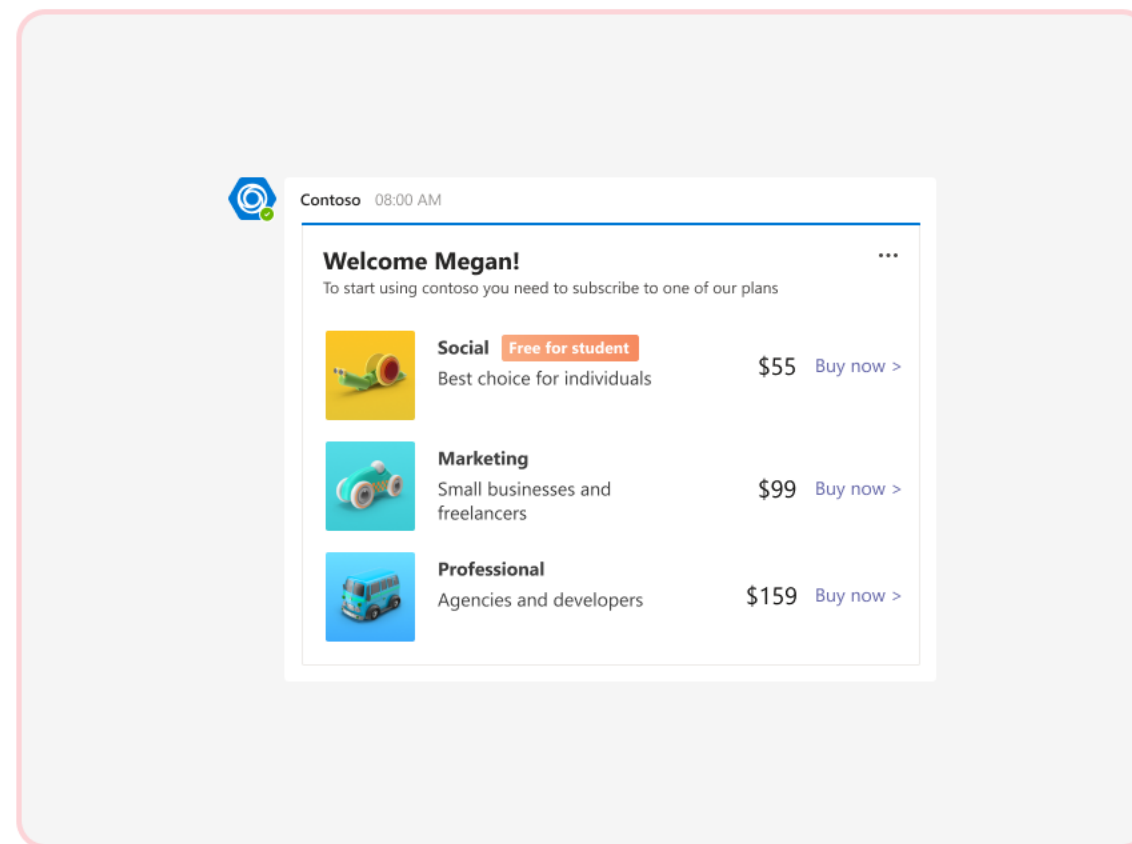 Contoso 08:00 AM
Welcome Megan!
To start using contoso you need to subscribe to one of our plans
Social Free for student
Best choice for individuals
$55 Buy now >
Marketing
Small businesses and
freelancers
$99 Buy now >
Professional
Agencies and developers
$159 Buy now >